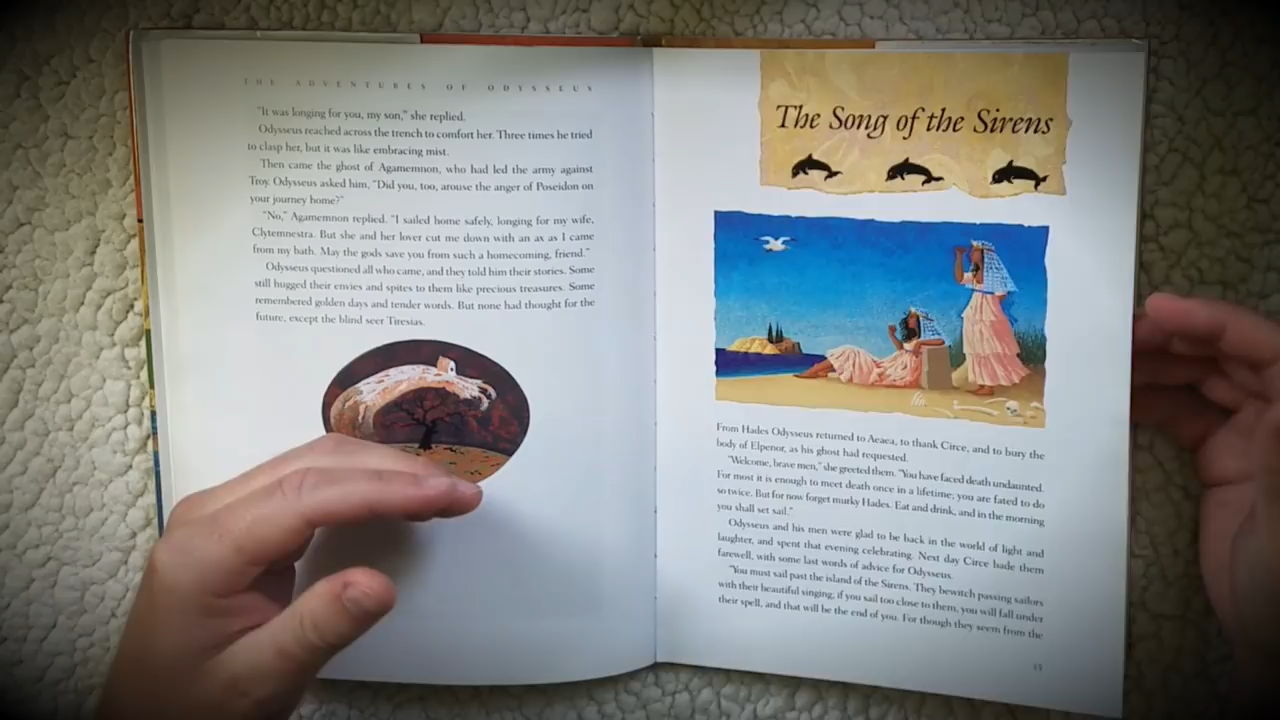 THE ADVENTURES OF ODYSSEUS
"It was longing for you, my son," she replied.
Odysseus reached across the trench to comfort her. Three times he tried
to clasp her, but it was like embracing mist.
Then came the ghost of Agamemnon, who had led the army against
Troy. Odysseus asked him, "Did you, too, arouse the anger of Poseidon on
your journey home?"
"No," Agamemnon replied. "I sailed home safely, longing for my wife,
Clytemnestra. But she and her lover cut me down with an ax as I came
from my bath. May the gods save you from such a homecoming, friend."
Odysseus questioned all who came, and they told him their stories. Some
still hugged their envies and spites to them like precious treasures. Some
remembered golden days and tender words. But none had thought for the
future, except the blind seer Tiresias.
The Song of the Sirens
From Hades Odysseus returned to Aeaea, to thank Circe, and to bury the
body of Elpenor, as his ghost had requested.
"Welcome, brave men," she greeted them. "You have faced death undaunted.
For most it is enough to meet death once in a lifetime; you are fated to do
so twice. But for now forget murky Hades. Eat and drink, and in the morning
you shall set sail."
Odysseus and his men were glad to be back in the world of light and
laughter, and spent that evening celebrating. Next day Circe bade them
farewell, with some last words of advice for Odysseus.
"You must sail past the island of the Sirens. They bewitch passing sailors
with their beautiful singing; if you sail too close to them, you will fall under
their spell, and that will be the end of you. For though they seem from the